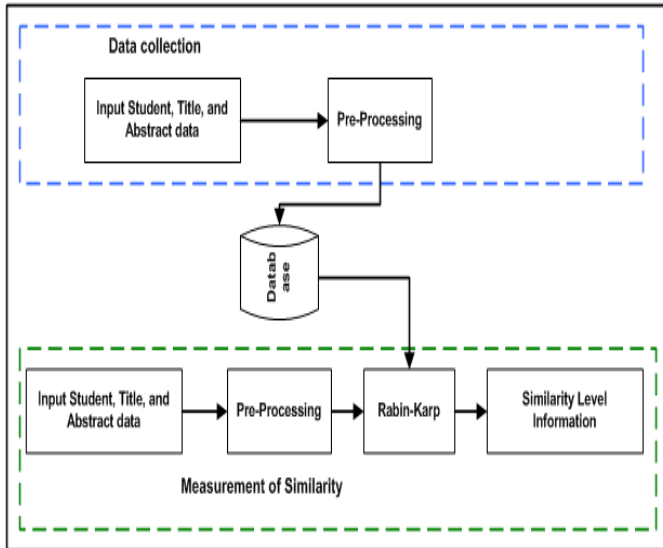 Data collection
Input Student, Title, and
Abstract data
Pre-Processing
Datab
ase
Input Student, Title, and
Abstract data
Pre-Processing
Rabin-Karp
Similarity Level
Information
Measurement of Similarity